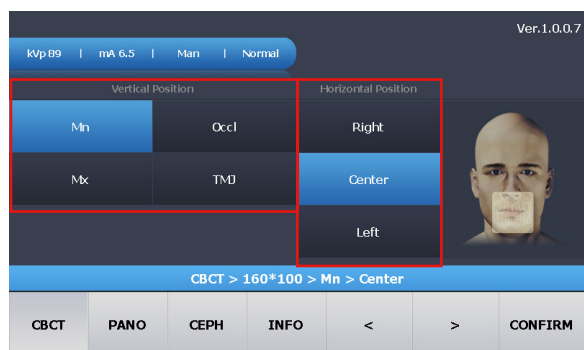 Ver.1.0.0.7
kVp 89 | mA 6.5 | Man | Normal
Vertical Position
Horizontal Position
Mn
Occl
Right
Mx
TMJ
Center
Left
CBCT > 160*100 > Mn > Center
CBCT PANO CEPH INFO < > CONFIRM